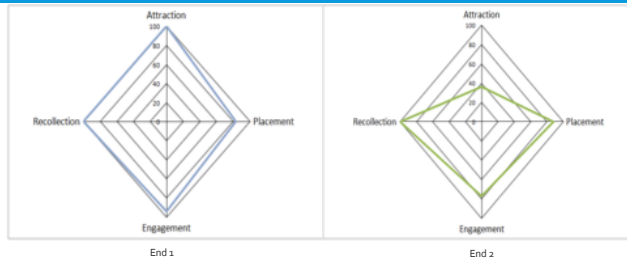 Attraction
100
80
60
40
20
0
Recollection
Placement
Engagement
End 1
Attraction
100
80
60
40
20
0
Recollection
Placement
Engagement
End 2